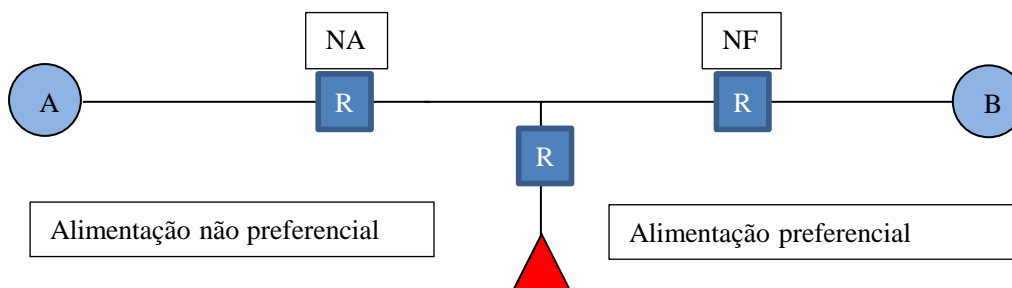 NA
NF
A
R
R
B
R
Alimentação não preferencial
Alimentação preferencial